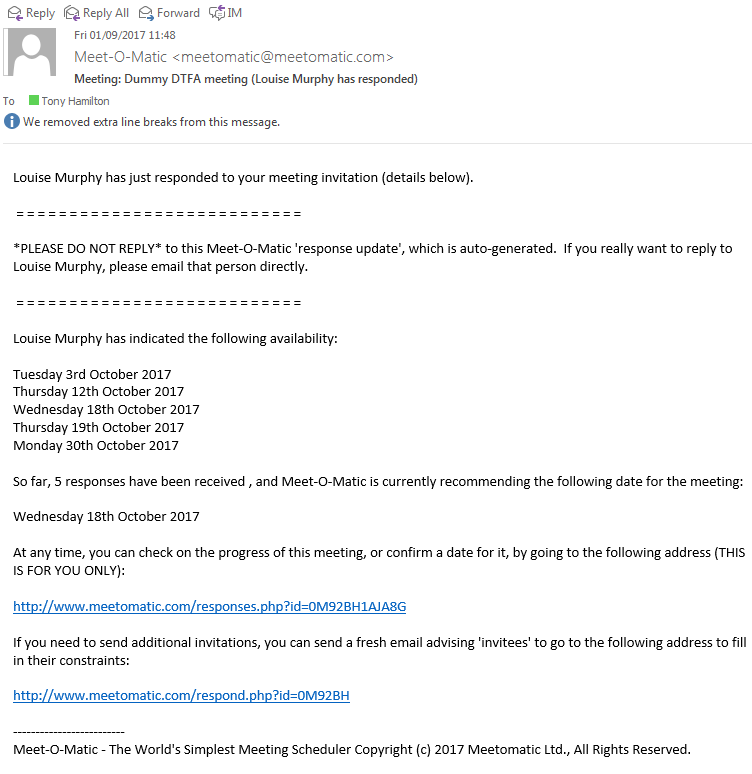 Reply Reply All Forward IM
Fri 01/09/2017 11:48
Meet-O-Matic <meetomatic@meetomatic.com>
Meeting: Dummy DTFA meeting (Louise Murphy has responded)
To Tony Hamilton
We removed extra line breaks from this message.
Louise Murphy has just responded to your meeting invitation (details below).
= = = = = = = = = = = = = = = = = = = = = = = = = = =
*PLEASE DO NOT REPLY* to this Meet-O-Matic 'response update', which is auto-generated.  If you really want to reply to
Louise Murphy, please email that person directly.
= = = = = = = = = = = = = = = = = = = = = = = = = = =
Louise Murphy has indicated the following availability:
Tuesday 3rd October 2017
Thursday 12th October 2017
Wednesday 18th October 2017
Thursday 19th October 2017
Monday 30th October 2017
So far, 5 responses have been received , and Meet-O-Matic is currently recommending the following date for the meeting:
Wednesday 18th October 2017
At any time, you can check on the progress of this meeting, or confirm a date for it, by going to the following address (THIS
IS FOR YOU ONLY):
http://www.meetomatic.com/responses.php?id=0M92BH1AJA8G
If you need to send additional invitations, you can send a fresh email advising 'invitees' to go to the following address to fill
in their constraints:
http://www.meetomatic.com/respond.php?id=0M92BH
-------------------------
Meet-O-Matic - The World's Simplest Meeting Scheduler Copyright (c) 2017 Meetomatic Ltd., All Rights Reserved.